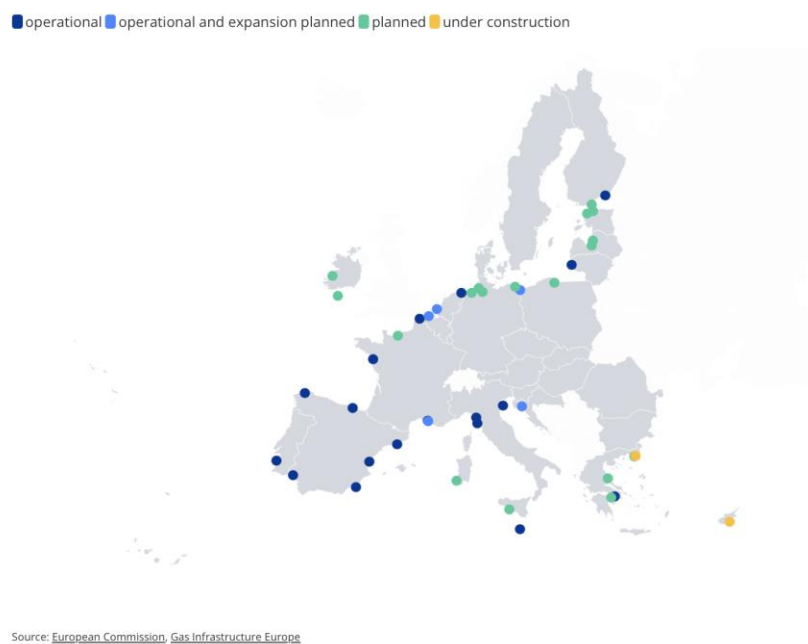 operational operational and expansion planned planned under construction
Source: European Commission, Gas Infrastructure Europe